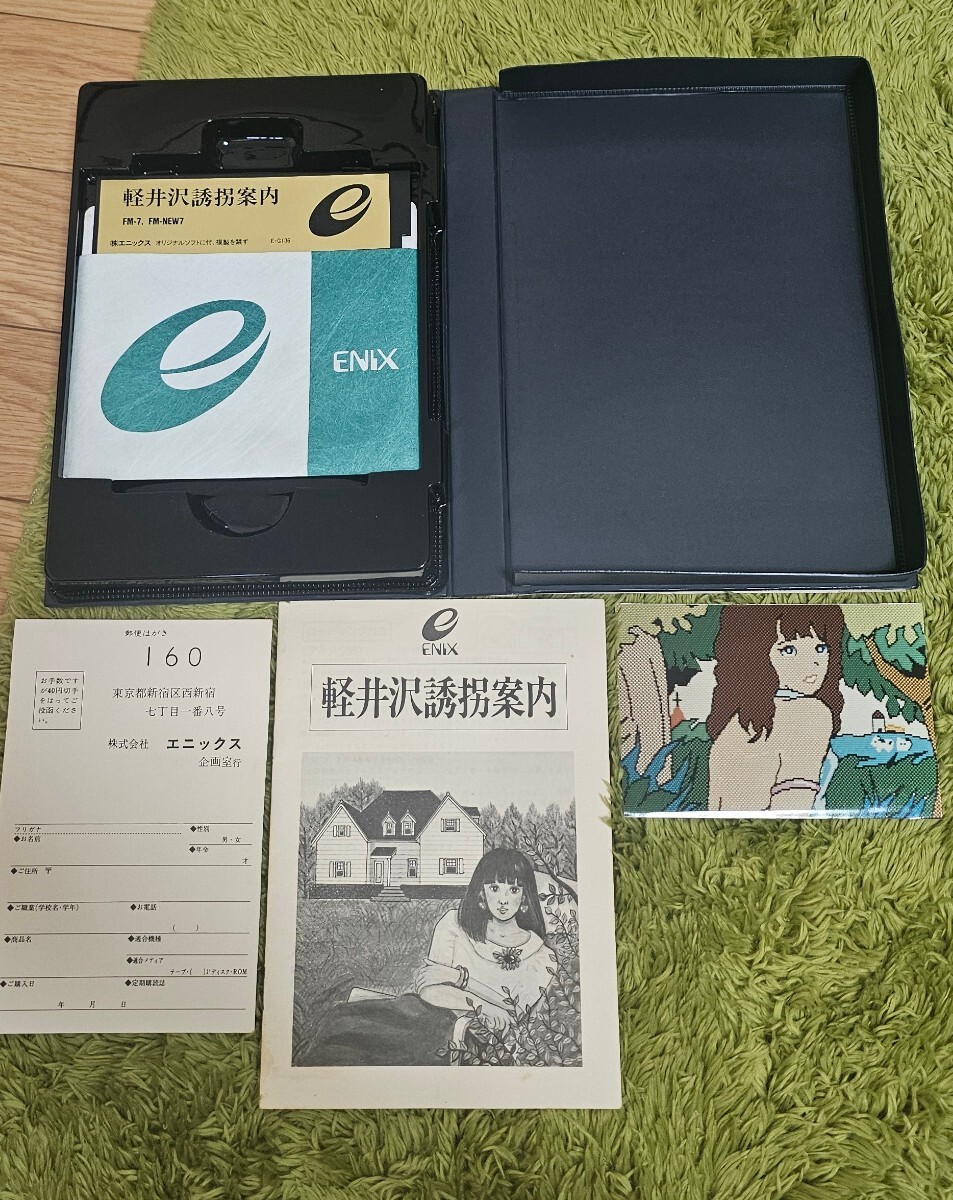 軽井沢誘拐案内
FM-7, FM-NEW7
(株)エニックス オリジナルソフトに付、複製を禁ず E-G136
ENIX
郵便はがき
160
お手数です
が40円切手
をはってご
投函くださ
い。
東京都新宿区西新宿
七丁目一番八号
株式会社 エニックス
企画室行
フリガナ
◆お名前
◆性別
男・女
◆年令
才
◆ご住所 〒
◆ご職業(学校名・学年) ◆お電話
( )
◆商品名 ◆適合機種
◆適合メディア
テープ・( )ディスク・ROM
◆ご購入日 ◆定期購読誌
年 月 日
ENIX
軽井沢誘拐案内